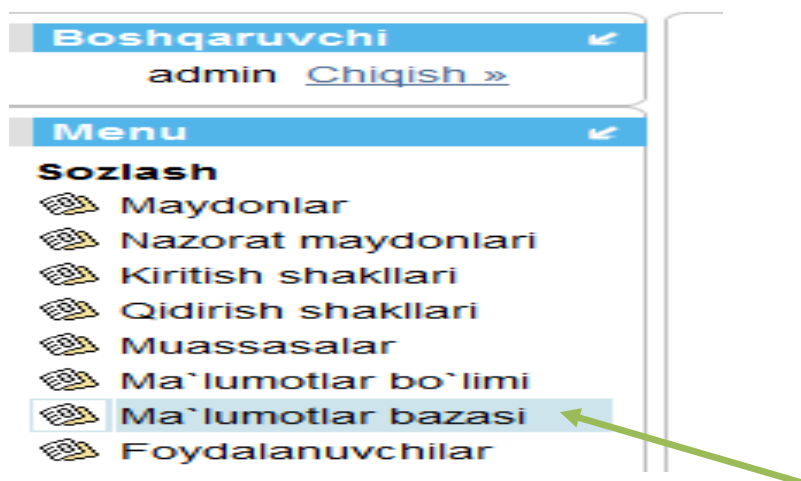 Boshqaruvchi
admin Chiqish »
Menu
Sozlash
Maydonlar
Nazorat maydonlari
Kiritish shakllari
Qidirish shakllari
Muassasalar
Ma`lumotlar bo`limi
Ma`lumotlar bazasi
Foydalanuvchilar